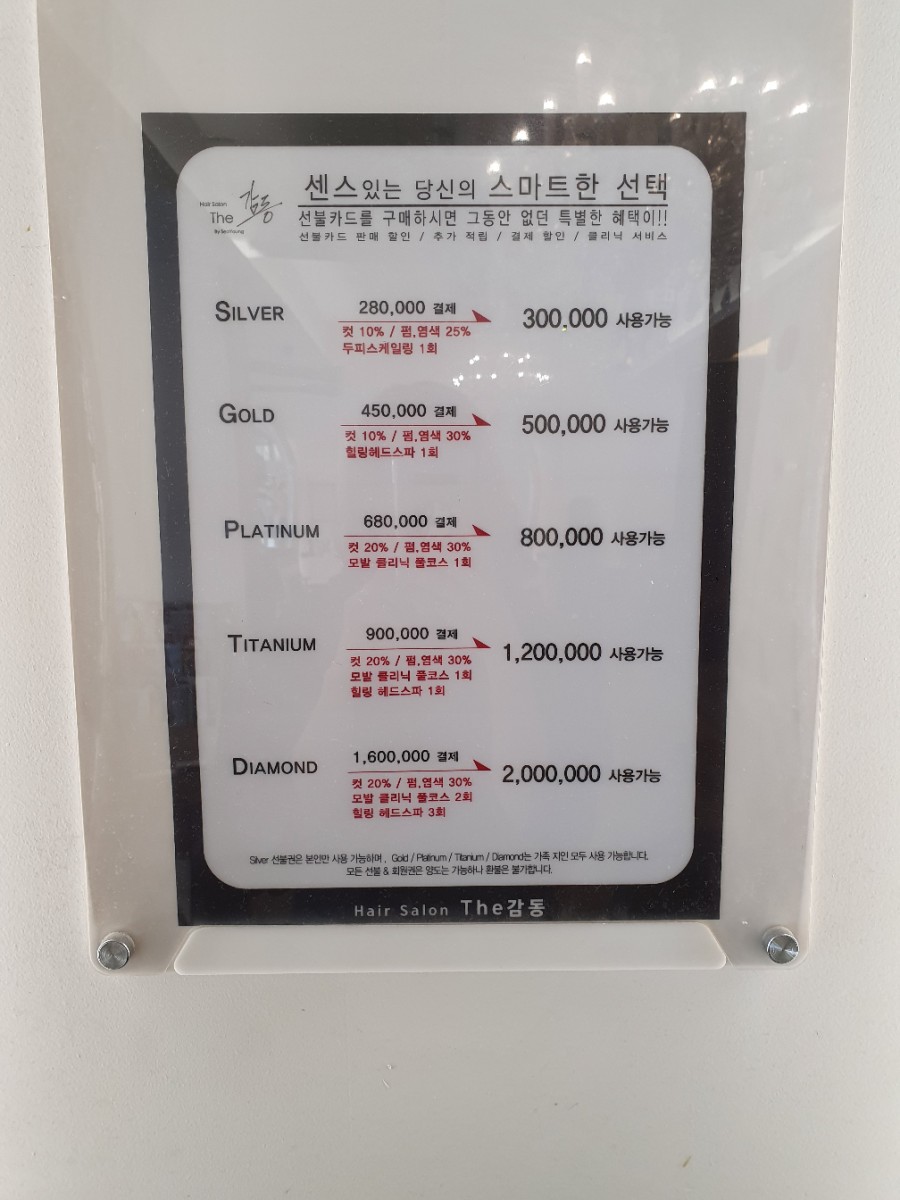 Hair Salon
The 감동
By SeoYoung
센스있는 당신의 스마트한 선택
선불카드를 구매하시면 그동안 없던 특별한 혜택이!!
선불카드 판매 할인 / 추가 적립 / 결제 할인 / 클리닉 서비스
SILVER
280,000 결제
컷 10% / 펌,염색 25%
두피스케일링 1회
300.000 사용가능
GOLD
450,000 결제
컷 10% / 펌,염색 30%
힐링헤드스파 1회
500,000 사용가능
PLATINUM
680,000 결제
컷 20% / 펌,염색 30%
모발 클리닉 풀코스 1회
800,000 사용가능
TITANIUM
900,000 결제
컷 20% / 펌,염색 30%
모발 클리닉 풀코스 1회
힐링 헤드스파 1회
1,200,000 사용가능
DIAMOND
1,600,000 결제
컷 20% / 펌,염색 30%
모발 클리닉 풀코스 2회
힐링 헤드스파 3회
2,000,000 사용가능
Silver 선불권은 본인만 사용 가능하며, Gold / Platinum / Titanium / Diamond는 가족 지인 모두 사용 가능합니다.
모든 선불 & 회원권은 양도는 가능하나 환불은 불가합니다.
Hair Salon The감동